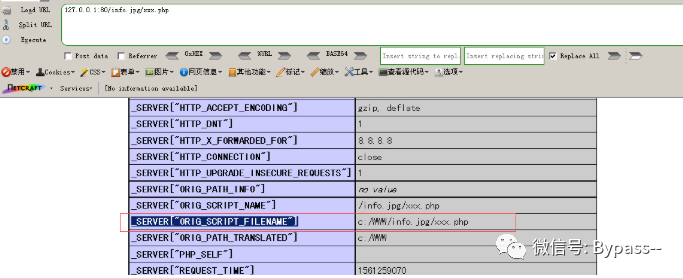 Load URL
127.0.0.1:80/info.jpg/xxx.php
Split URL
Execute
Post data Referrer OxHEX %URL BASE64 Insert string to repl Insert replacing strin Replace All
禁用 Cookies CSS 表单 图片 网页信息 其他功能 标记 缩放 工具 查看源代码 选项
NETCRAFT Services [No information available]
_SERVER["HTTP_ACCEPT_ENCODING"] gzip, deflate
_SERVER["HTTP_DNT"] 1
_SERVER["HTTP_X_FORWARDED_FOR"] 8.8.8.8
_SERVER["HTTP_CONNECTION"] close
_SERVER["HTTP_UPGRADE_INSECURE_REQUESTS"] 1
_SERVER["ORIG_PATH_INFO"] no value
_SERVER["ORIG_SCRIPT_NAME"] /info.jpg/xxx.php
_SERVER["ORIG_SCRIPT_FILENAME"] c:/WWW/info.jpg/xxx.php
_SERVER["ORIG_PATH_TRANSLATED"] c:/WWW
_SERVER["PHP_SELF"]
_SERVER["REQUEST_TIME"] 1561259070
微信号: Bypass--